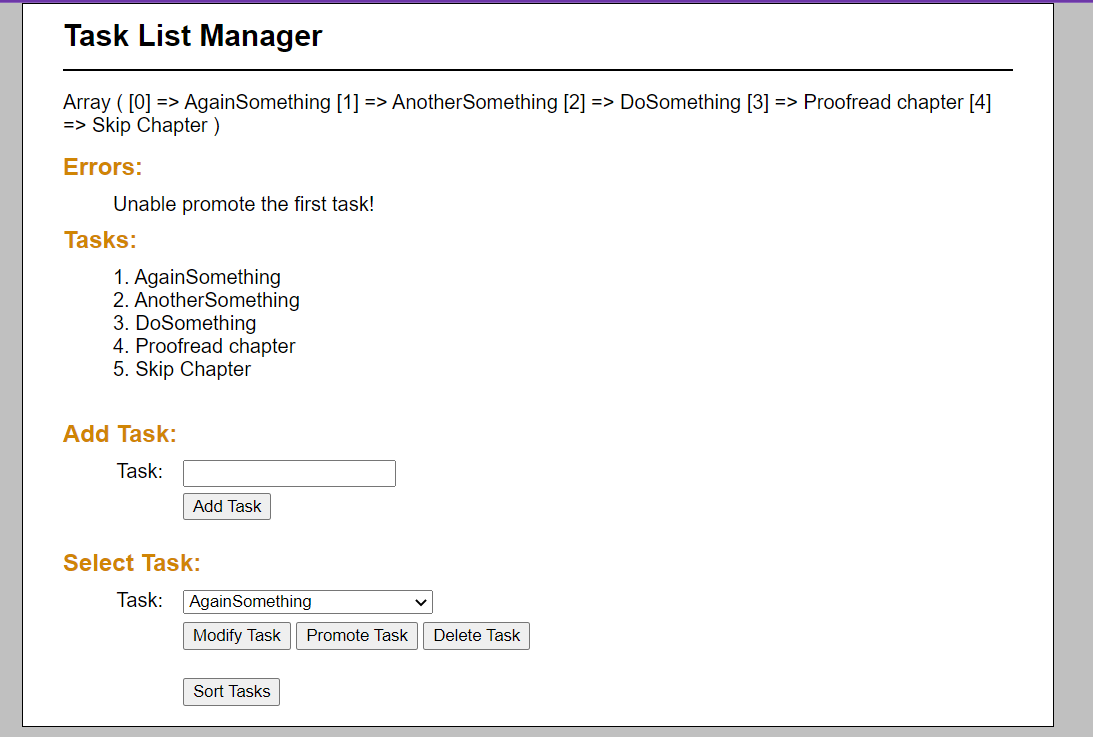 Task List Manager
Array ( [0] => AgainSomething [1] => AnotherSomething [2] => DoSomething [3] => Proofread chapter [4]
=> Skip Chapter )
Errors:
Unable promote the first task!
Tasks:
1. AgainSomething
2. AnotherSomething
3. DoSomething
4. Proofread chapter
5. Skip Chapter
Add Task:
Task:
Add Task
Select Task:
Task: AgainSomething
Modify Task Promote Task Delete Task
Sort Tasks